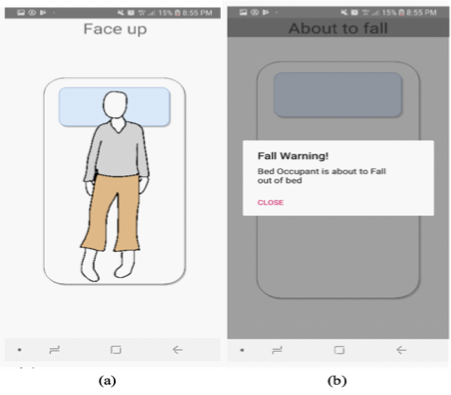 15% 8:55 PM
Face up
15% 8:55 PM
About to fall
Fall Warning!
Bed Occupant is about to Fall
out of bed
CLOSE
(a)
(b)